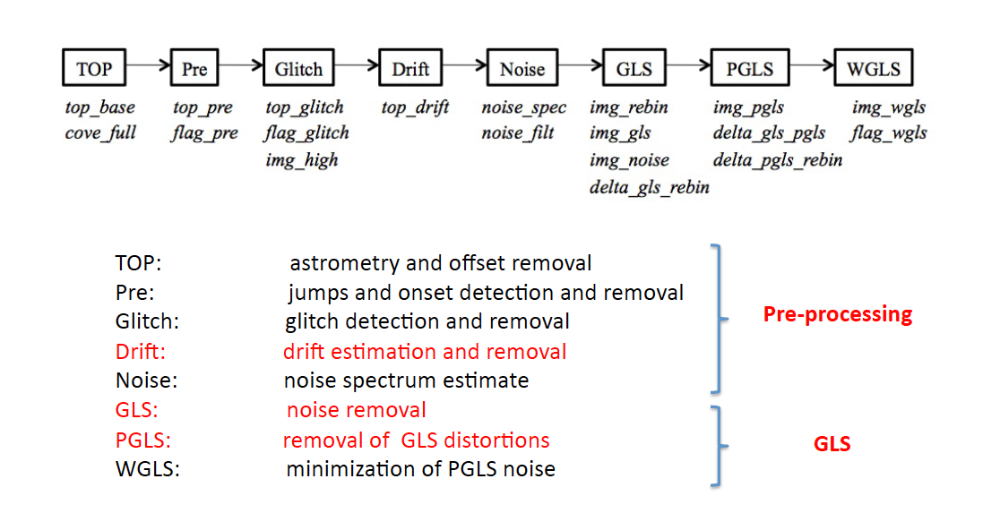 TOP Pre Glitch Drift Noise GLS PGLS WGLS
top_base top_pre top_glitch top_drift noise_spec img_rebin img_pgls img_wgls
cove_full flag_pre flag_glitch noise_filt img_gls delta_gls_pgls flag_wgls
img_high img_noise delta_pgls_rebin
delta_gls_rebin
TOP: astrometry and offset removal
Pre: jumps and onset detection and removal
Glitch: glitch detection and removal
Drift: drift estimation and removal
Noise: noise spectrum estimate
Pre-processing
GLS: noise removal
PGLS: removal of GLS distortions
WGLS: minimization of PGLS noise
GLS